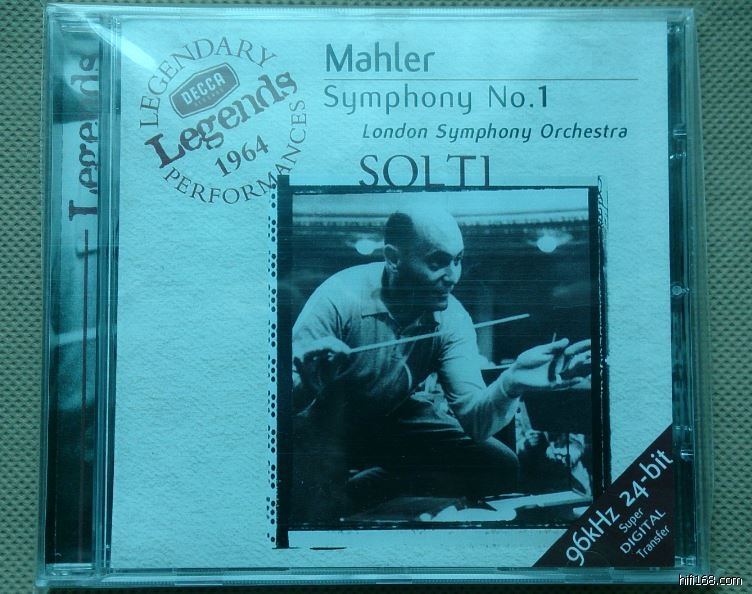 LEGENDARY
DECCA
Legends
1964
PERFORMANCES
Mahler
Symphony No.1
London Symphony Orchestra
SOLTI
Legends
96kHz 24-bit
Super
DIGITAL
Transfer
hifi168.com